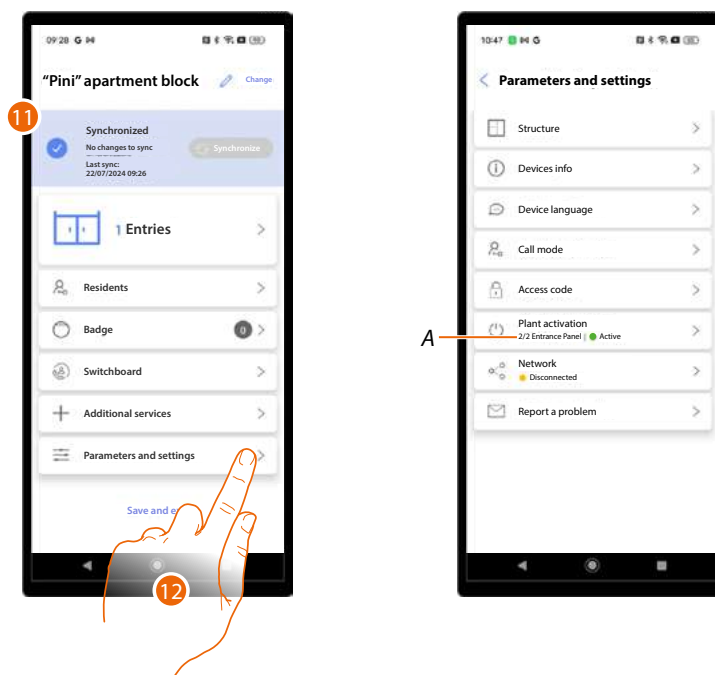 09:28 G
"Pini" apartment block
Change
11
Synchronized
No changes to sync
Synchronize
Last sync:
22/07/2024 09:26
1 Entries
Residents
Badge
0
Switchboard
Additional services
Parameters and settings
Save and e
12
10:47 G
Parameters and settings
Structure
Devices info
Device language
Call mode
Access code
Plant activation
A
2/2 Entrance Panel | Active
Network
Disconnected
Report a problem